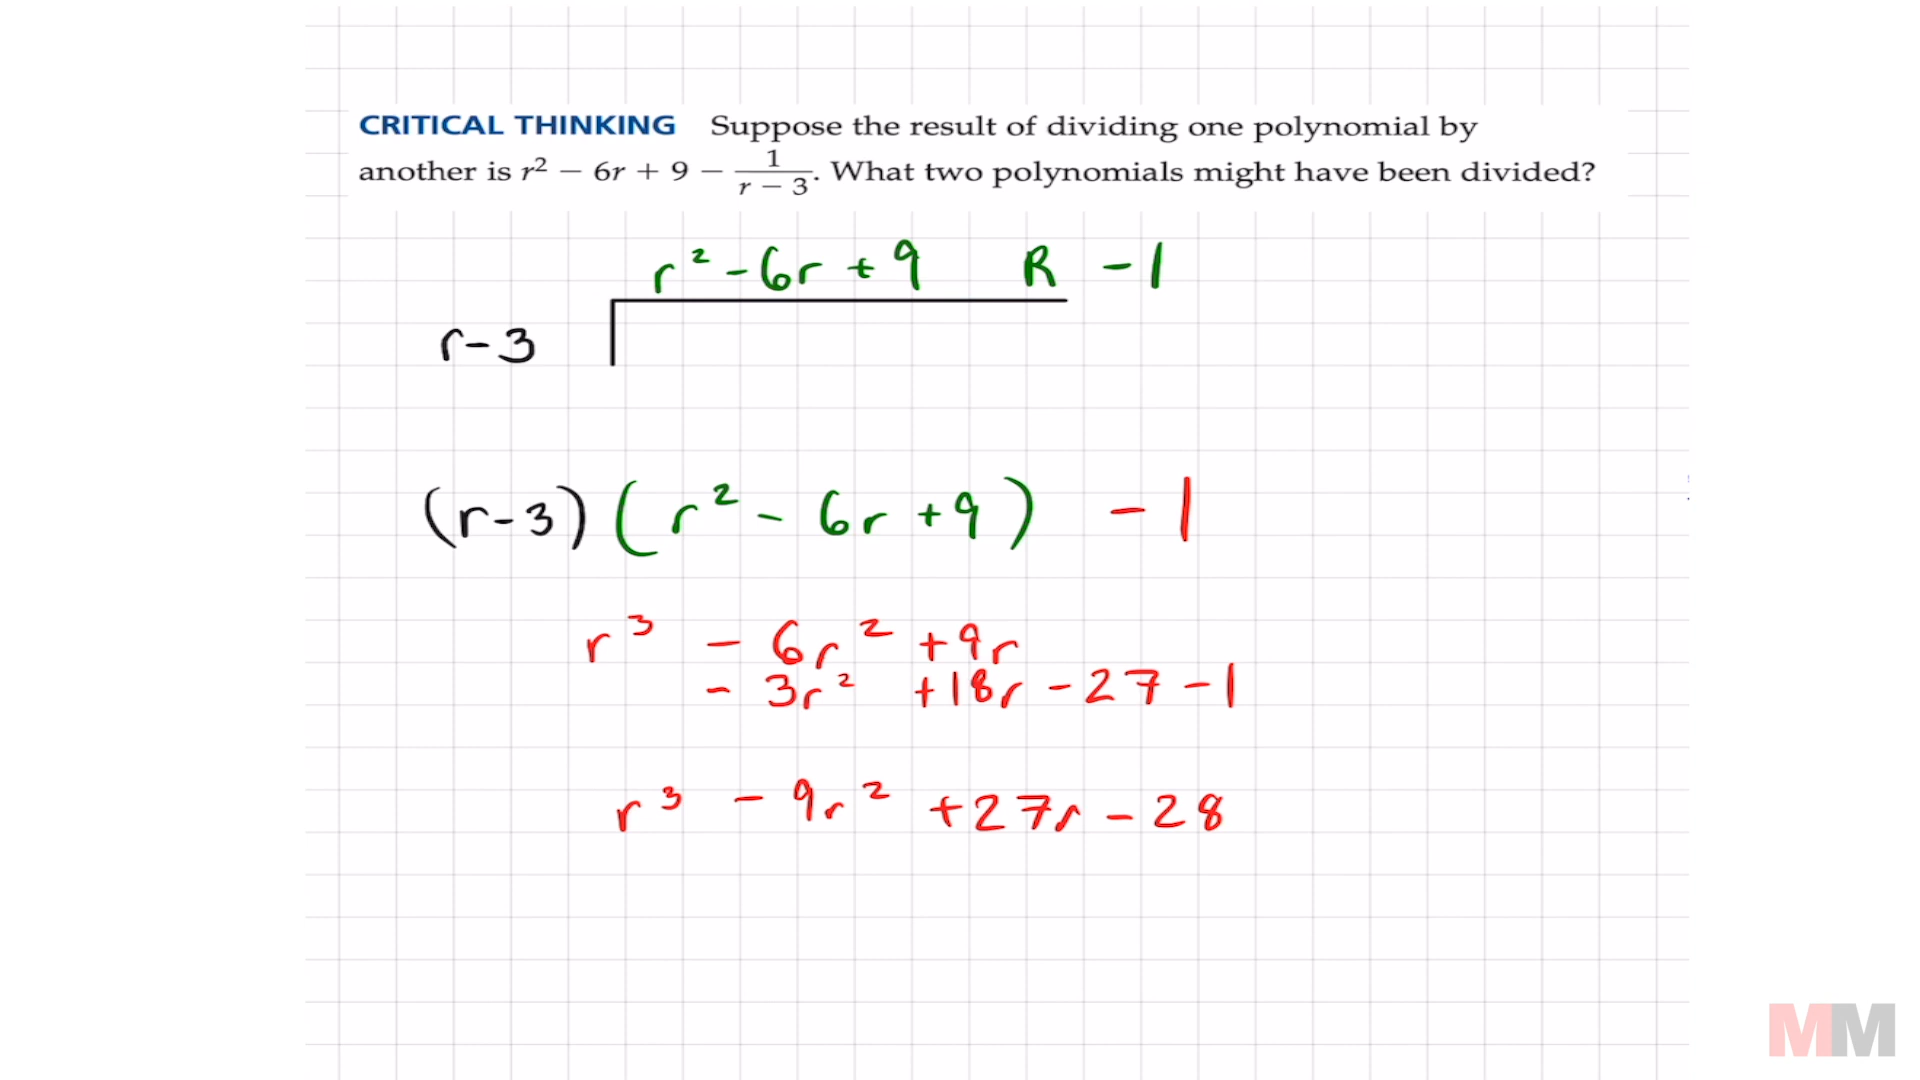 CRITICAL THINKING Suppose the result of dividing one polynomial by
another is r² − 6r + 9 − 1/(r − 3). What two polynomials might have been divided?
r² - 6r + 9 R - 1
r - 3
(r - 3) (r² - 6r + 9) - 1
r³ - 6r² + 9r
- 3r² + 18r - 27 - 1
r³ - 9r² + 27r - 28
MM